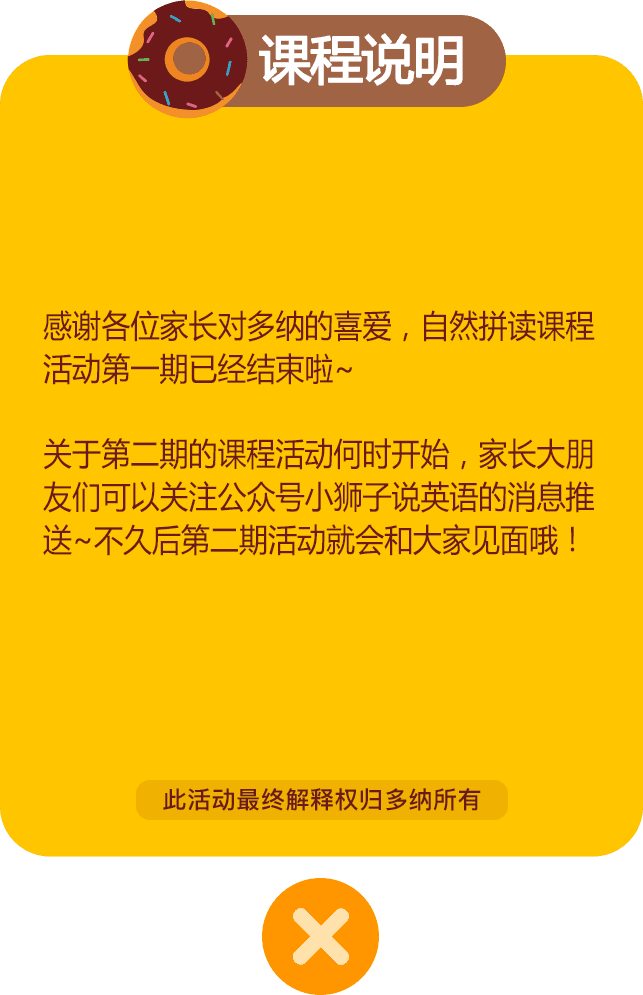 课程说明
感谢各位家长对多纳的喜爱，自然拼读课程
活动第一期已经结束啦~
关于第二期的课程活动何时开始，家长大朋
友们可以关注公众号小狮子说英语的消息推
送~不久后第二期活动就会和大家见面哦！
此活动最终解释权归多纳所有